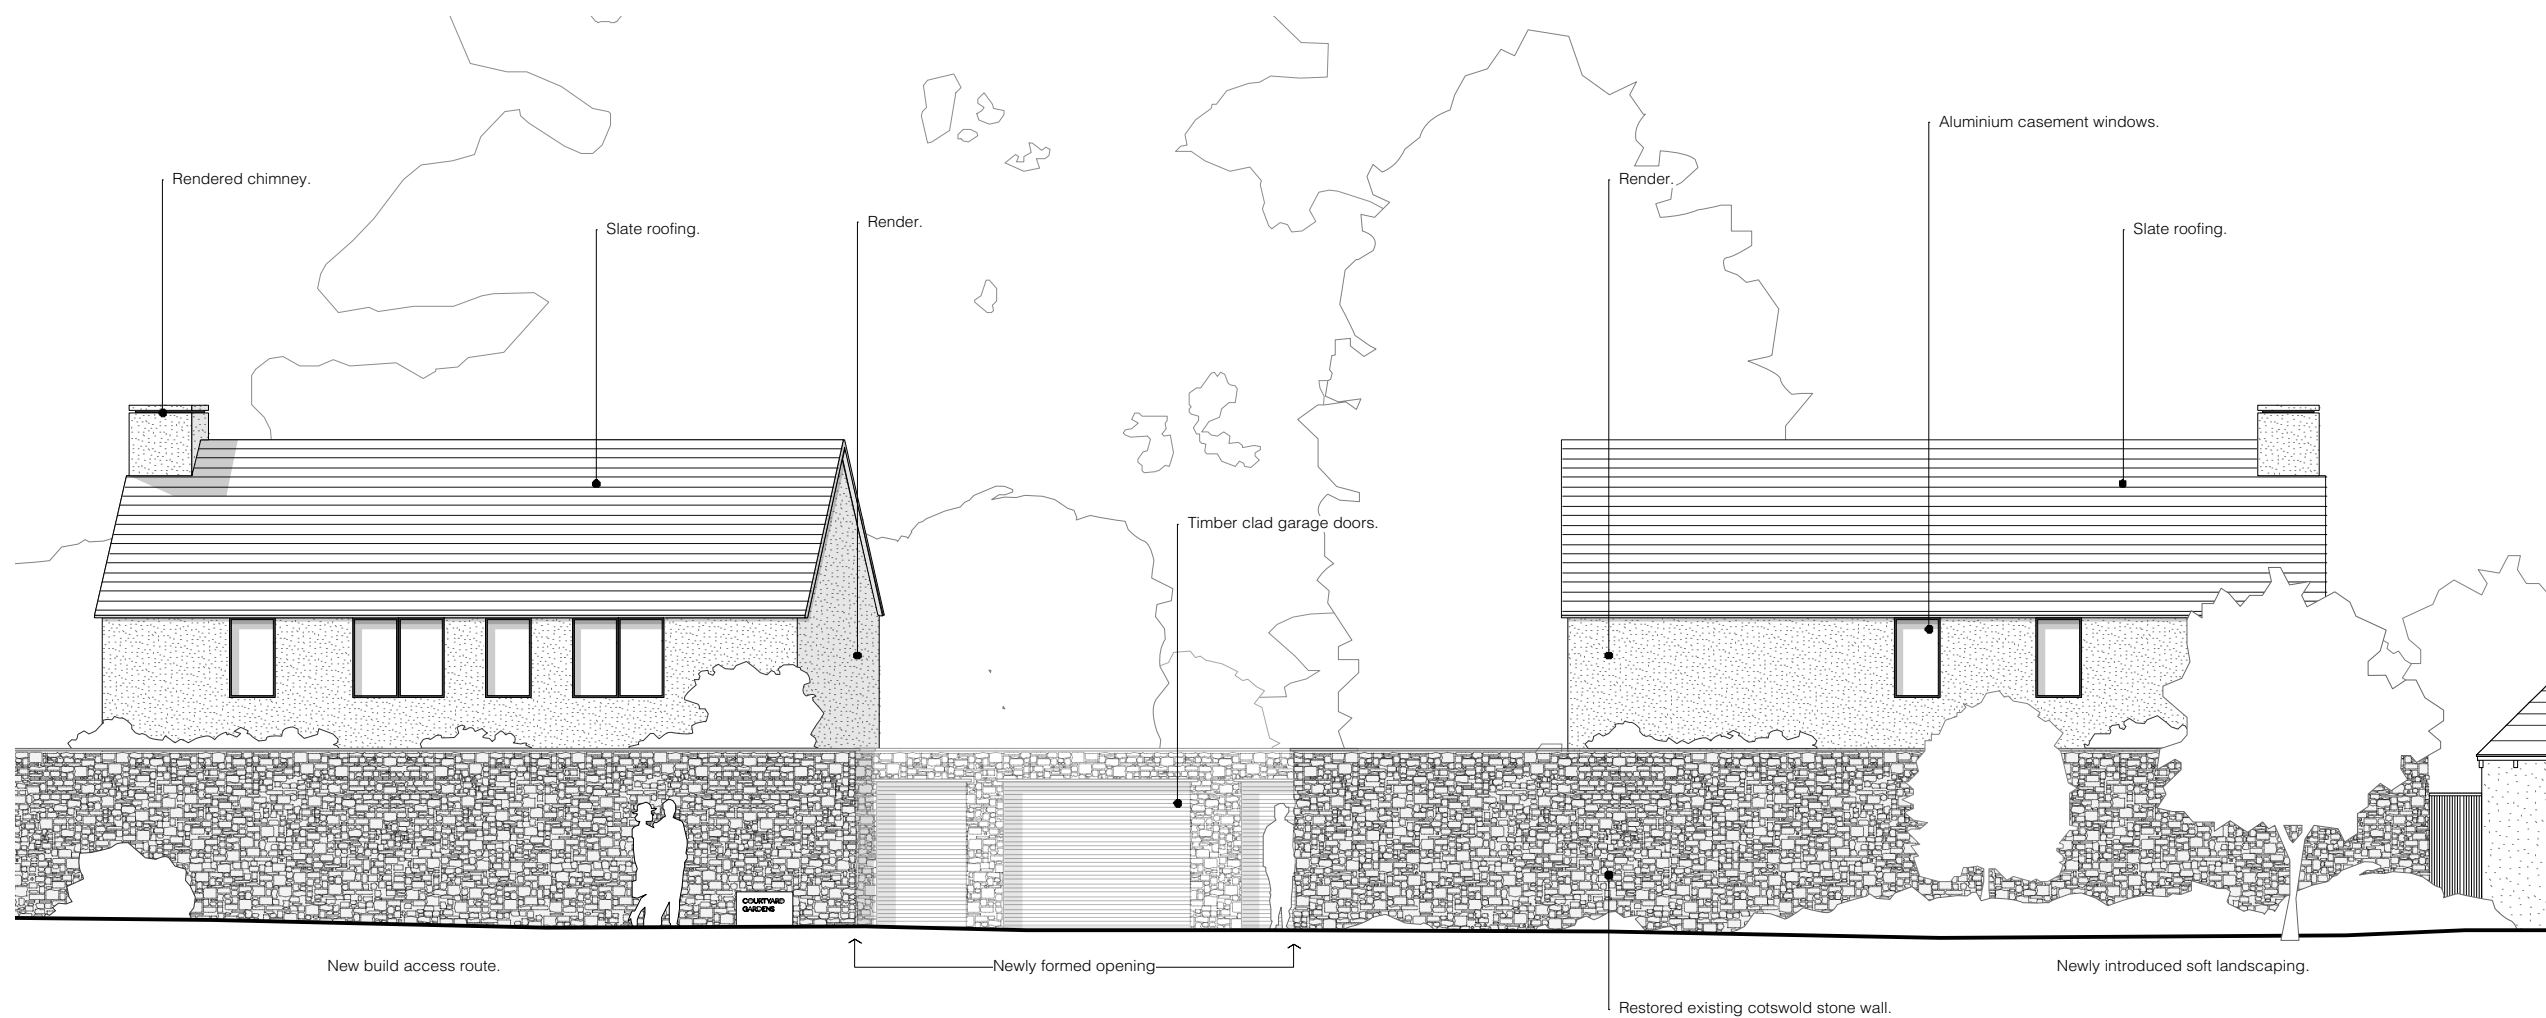 Aluminium casement windows.
Rendered chimney.
Render.
Render.
Slate roofing.
Slate roofing.
Timber clad garage doors.
COURTYARD
GARDENS
New build access route.
Newly formed opening
Newly introduced soft landscaping.
Restored existing cotswold stone wall.